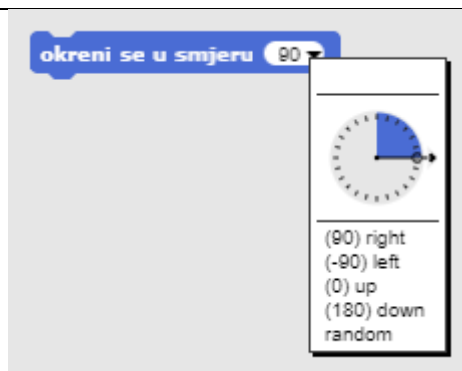 okreni se u smjeru 90
(90) right
(-90) left
(0) up
(180) down
random